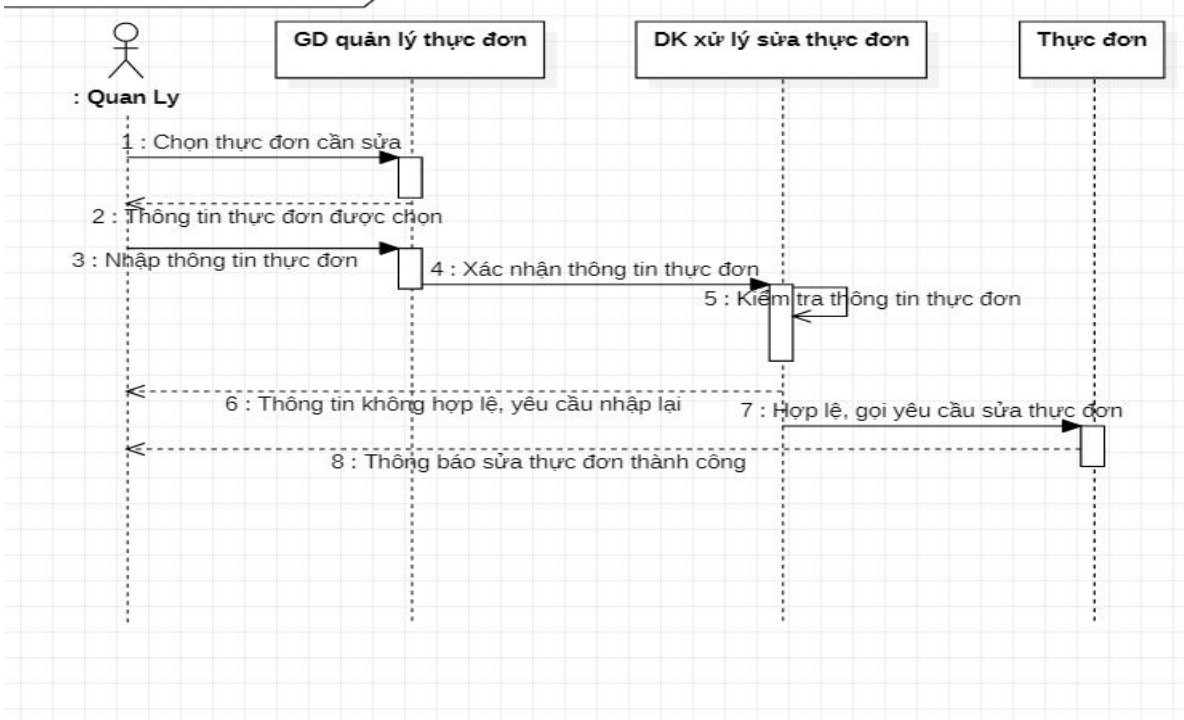 GD quản lý thực đơn
DK xử lý sửa thực đơn
Thực đơn
: Quan Ly
1 : Chọn thực đơn cần sửa
2 : Thông tin thực đơn được chọn
3 : Nhập thông tin thực đơn
4 : Xác nhận thông tin thực đơn
5 : Kiểm tra thông tin thực đơn
6 : Thông tin không hợp lệ, yêu cầu nhập lại
7 : Hợp lệ, gọi yêu cầu sửa thực đơn
8 : Thông báo sửa thực đơn thành công